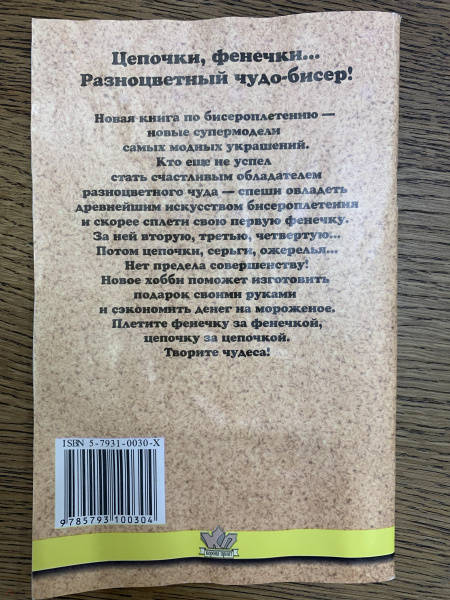 Цепочки, фенечки...
Разноцветный чудо-бисер!
Новая книга по бисероплетению —
новые супермодели
самых модных украшений.
Кто еще не успел
стать счастливым обладателем
разноцветного чуда — спеши овладеть
древнейшим искусством бисероплетения
и скорее сплети свою первую фенечку.
За ней вторую, третью, четвертую...
Потом цепочки, серьги, ожерелья...
Нет предела совершенству!
Новое хобби поможет изготовить
подарок своими руками
и сэкономить денег на мороженое.
Плетите фенечку за фенечкой,
цепочку за цепочкой.
Творите чудеса!
ISBN 5-7931-0030-X
9 785793 100304
корона принт